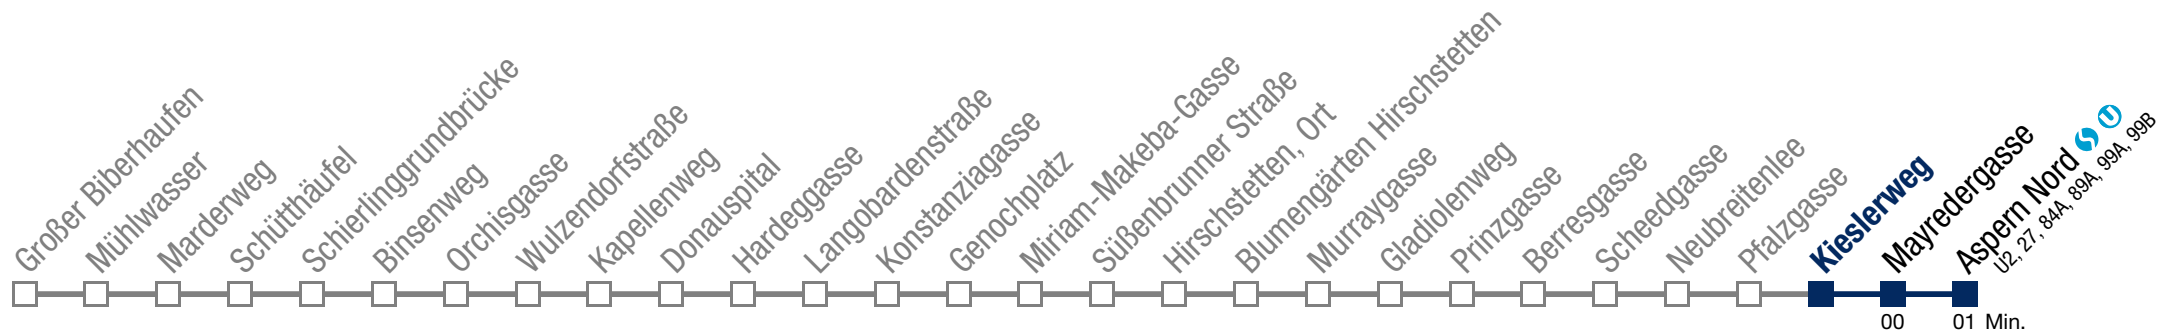 Großer Biberhaufen
Mühlwasser
Marderweg
Schütthäufel
Schierlinggrundbrücke
Binsenweg
Orchisgasse
Wulzendorfstraße
Kapellenweg
Donauspital
Hardeggasse
Langobardenstraße
Konstanziagasse
Genochplatz
Miriam-Makeba-Gasse
Süßenbrunner Straße
Hirschstetten, Ort
Blumengärten Hirschstetten
Murraygasse
Gladiolenweg
Prinzgasse
Berresgasse
Scheedgasse
Neubreitenlee
Pfalzgasse
Kieslerweg
Mayredergasse
Aspern Nord S U
U2, 27, 84A, 89A, 99A, 99B
00 01 Min.